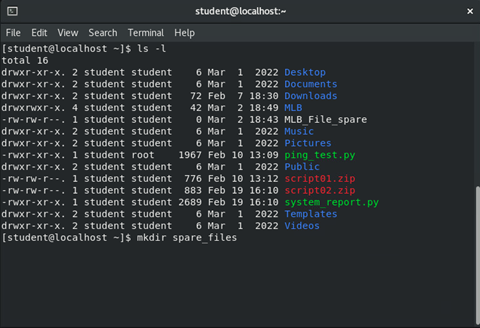 student@localhost:~
File Edit View Search Terminal Help
[student@localhost ~]$ ls -l
total 16
drwxr-xr-x. 2 student student    6 Mar  1  2022 Desktop
drwxr-xr-x. 2 student student    6 Mar  1  2022 Documents
drwxr-xr-x. 2 student student   72 Feb  7 18:30 Downloads
drwxrwxr-x. 4 student student   42 Mar  2 18:49 MLB
-rw-rw-r--. 1 student student    0 Mar  2 18:43 MLB_File_spare
drwxr-xr-x. 2 student student    6 Mar  1  2022 Music
drwxr-xr-x. 2 student student    6 Mar  1  2022 Pictures
-rwxr-xr-x. 1 student root    1967 Feb 10 13:09 ping_test.py
drwxr-xr-x. 2 student student    6 Mar  1  2022 Public
-rw-rw-r--. 1 student student  776 Feb 10 13:12 script01.zip
-rw-rw-r--. 1 student student  883 Feb 19 16:10 script02.zip
-rwxr-xr-x. 1 student student 2689 Feb 19 16:10 system_report.py
drwxr-xr-x. 2 student student    6 Mar  1  2022 Templates
drwxr-xr-x. 2 student student    6 Mar  1  2022 Videos
[student@localhost ~]$ mkdir spare_files